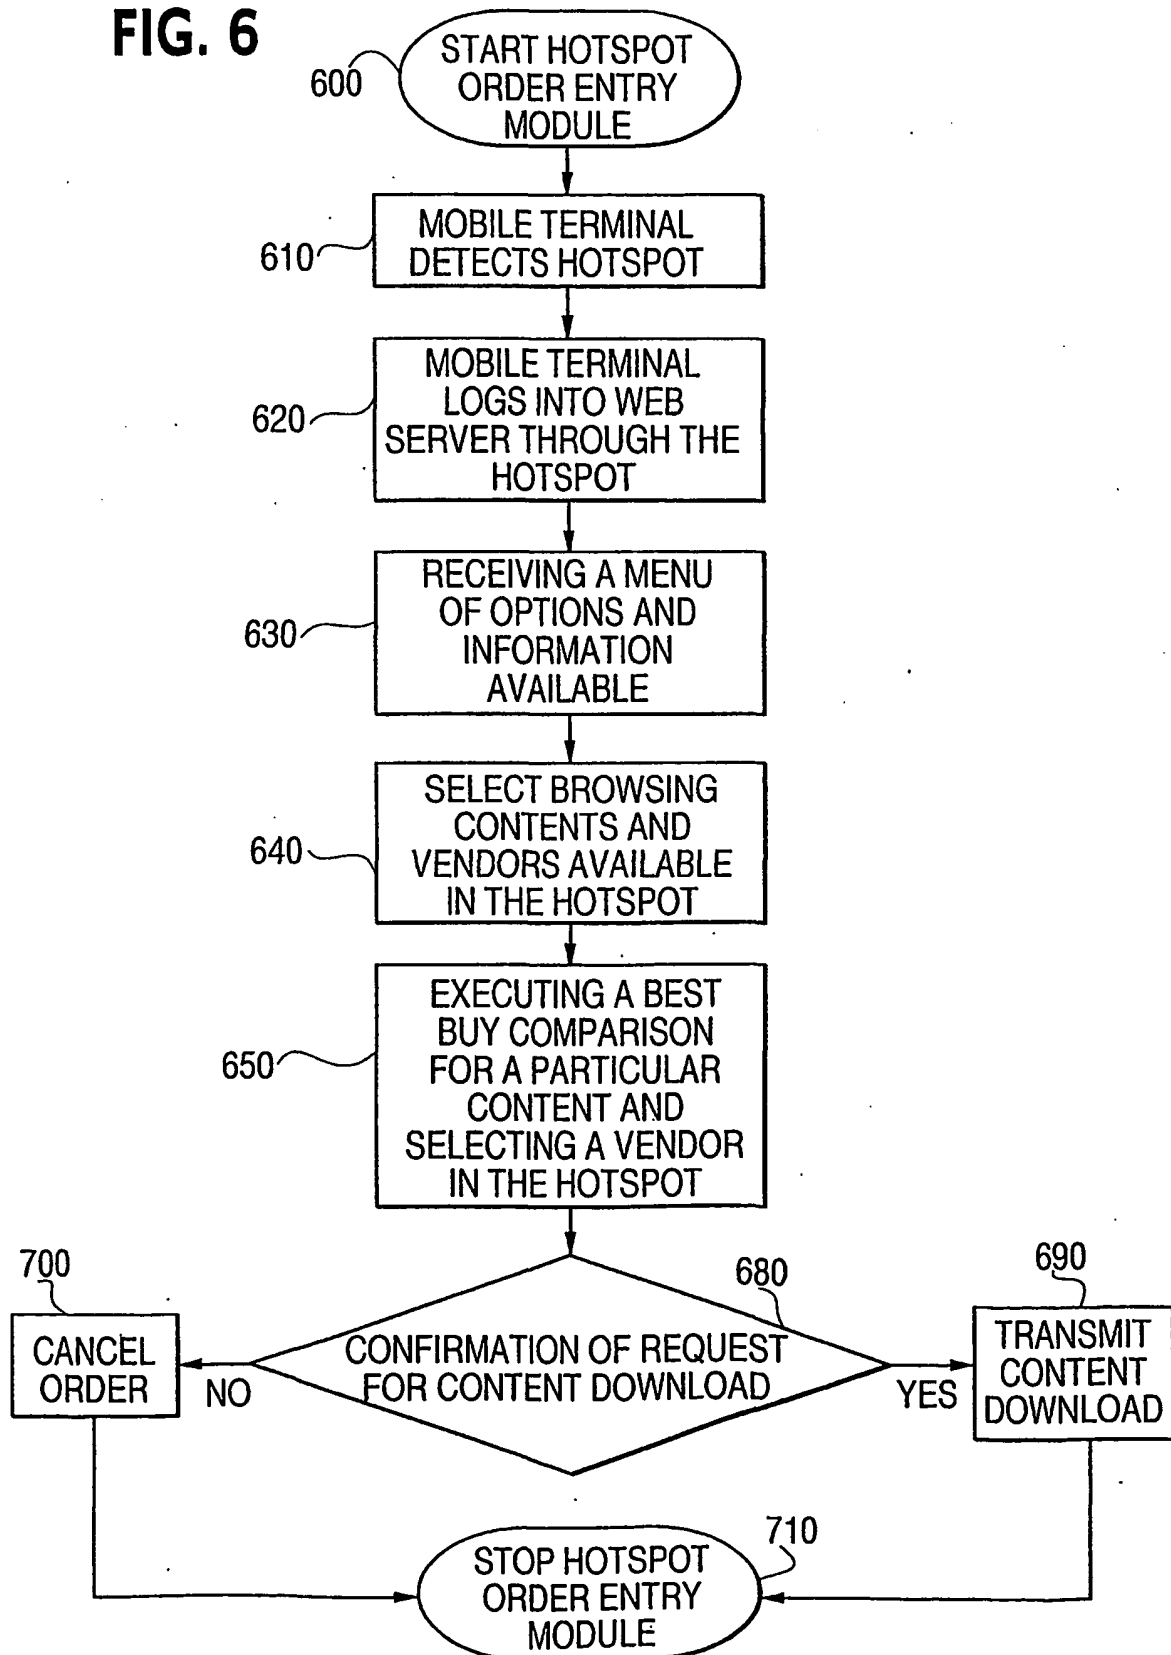 FIG. 6
600
START HOTSPOT
ORDER ENTRY
MODULE
610
MOBILE TERMINAL
DETECTS HOTSPOT
620
MOBILE TERMINAL
LOGS INTO WEB
SERVER THROUGH THE
HOTSPOT
630
RECEIVING A MENU
OF OPTIONS AND
INFORMATION
AVAILABLE
640
SELECT BROWSING
CONTENTS AND
VENDORS AVAILABLE
IN THE HOTSPOT
650
EXECUTING A BEST
BUY COMPARISON
FOR A PARTICULAR
CONTENT AND
SELECTING A VENDOR
IN THE HOTSPOT
680
CONFIRMATION OF REQUEST
FOR CONTENT DOWNLOAD
700
CANCEL
ORDER
NO
YES
690
TRANSMIT
CONTENT
DOWNLOAD
710
STOP HOTSPOT
ORDER ENTRY
MODULE